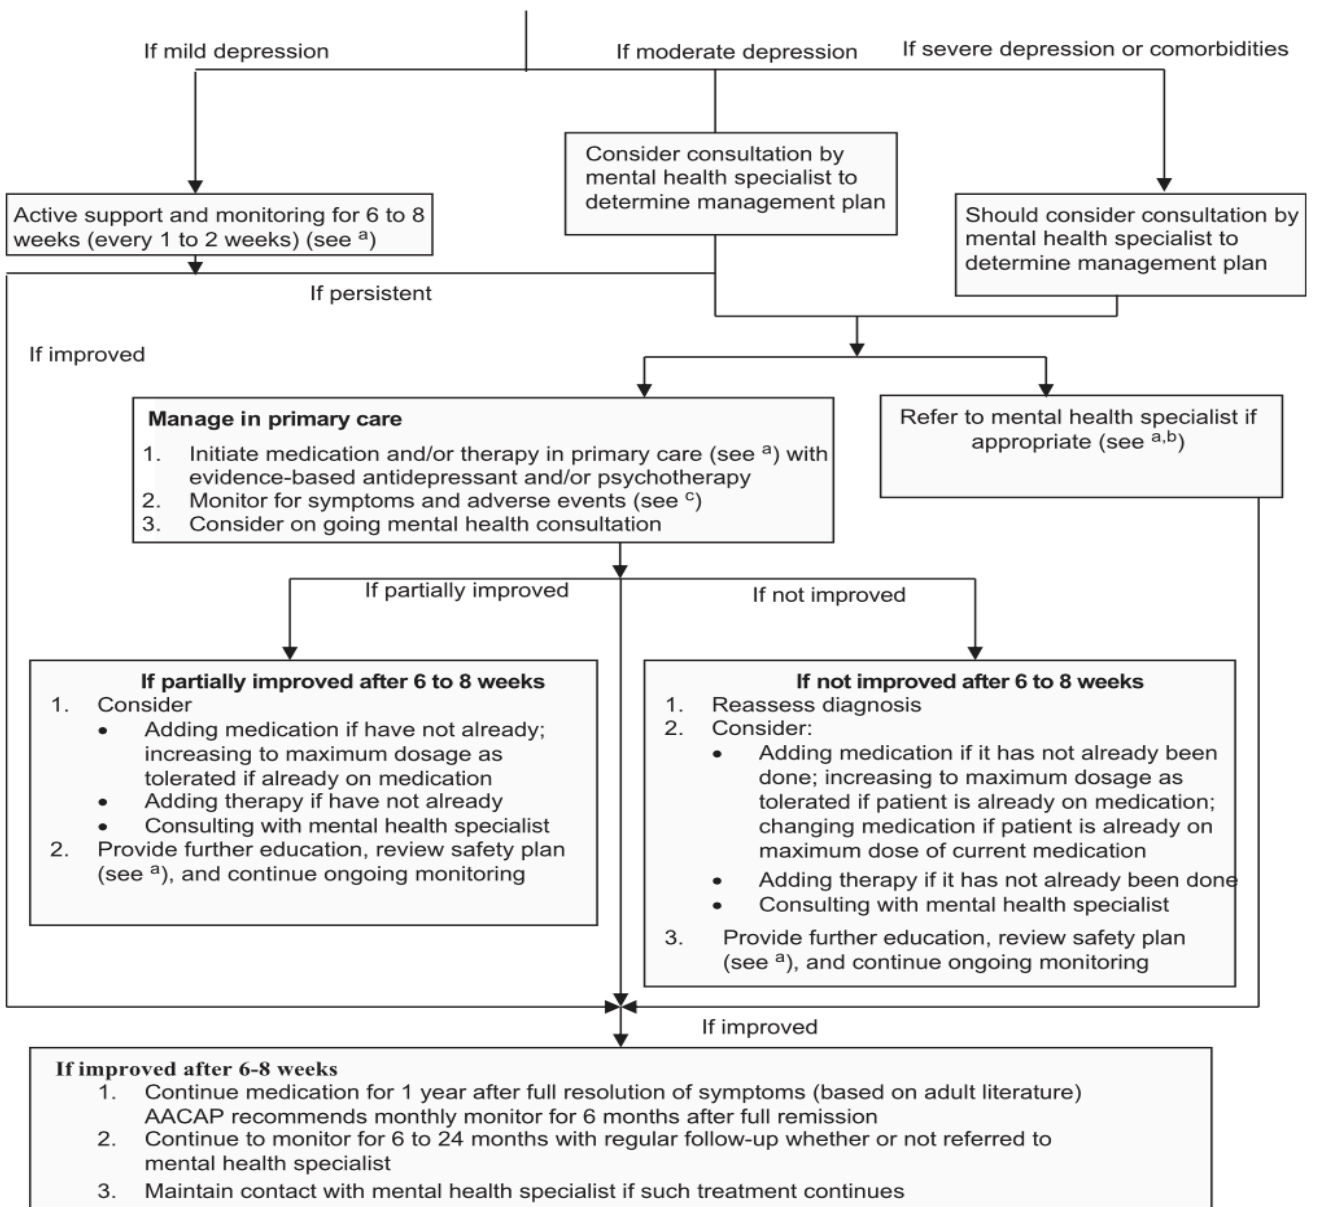 If mild depression
If moderate depression
If severe depression or comorbidities
Consider consultation by
mental health specialist to
determine management plan
Active support and monitoring for 6 to 8
weeks (every 1 to 2 weeks) (see a)
Should consider consultation by
mental health specialist to
determine management plan
If persistent
If improved
Manage in primary care
1. Initiate medication and/or therapy in primary care (see a) with
evidence-based antidepressant and/or psychotherapy
2. Monitor for symptoms and adverse events (see c)
3. Consider on going mental health consultation
Refer to mental health specialist if
appropriate (see a,b)
If partially improved
If not improved
If partially improved after 6 to 8 weeks
1. Consider
• Adding medication if have not already;
increasing to maximum dosage as
tolerated if already on medication
• Adding therapy if have not already
• Consulting with mental health specialist
2. Provide further education, review safety plan
(see a), and continue ongoing monitoring
If not improved after 6 to 8 weeks
1. Reassess diagnosis
2. Consider:
• Adding medication if it has not already been
done; increasing to maximum dosage as
tolerated if patient is already on medication;
changing medication if patient is already on
maximum dose of current medication
• Adding therapy if it has not already been done
• Consulting with mental health specialist
3. Provide further education, review safety plan
(see a), and continue ongoing monitoring
If improved
If improved after 6-8 weeks
1. Continue medication for 1 year after full resolution of symptoms (based on adult literature)
AACAP recommends monthly monitor for 6 months after full remission
2. Continue to monitor for 6 to 24 months with regular follow-up whether or not referred to
mental health specialist
3. Maintain contact with mental health specialist if such treatment continues